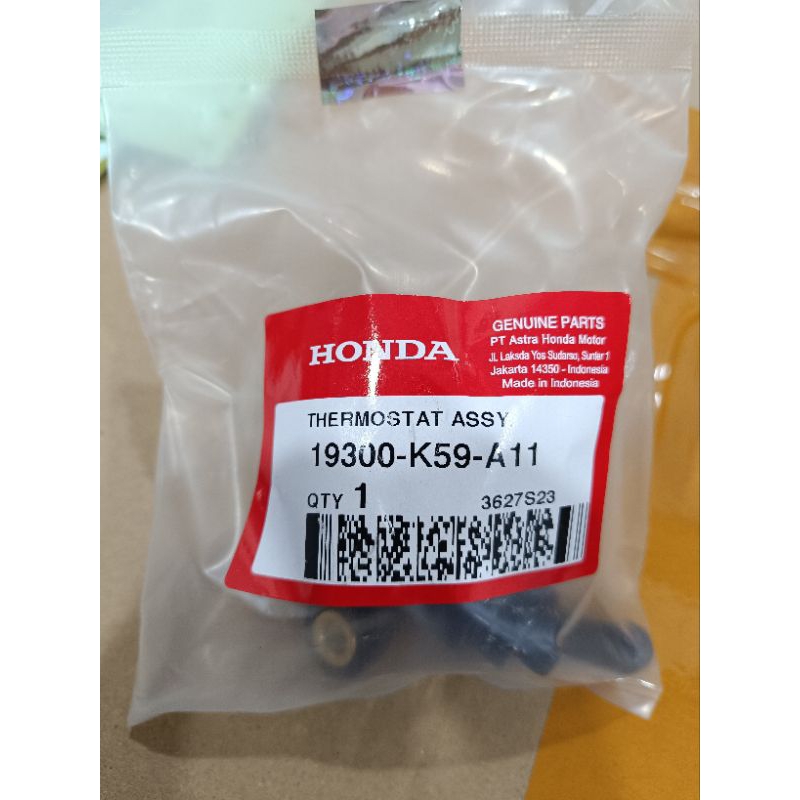 HONDA
GENUINE PARTS
PT Astra Honda Motor
JL Laksda Yos Sudarso, Sunter 1
Jakarta 14350 - Indonesia
Made in Indonesia
THERMOSTAT ASSY
19300-K59-A11
QTY 1
3627S23